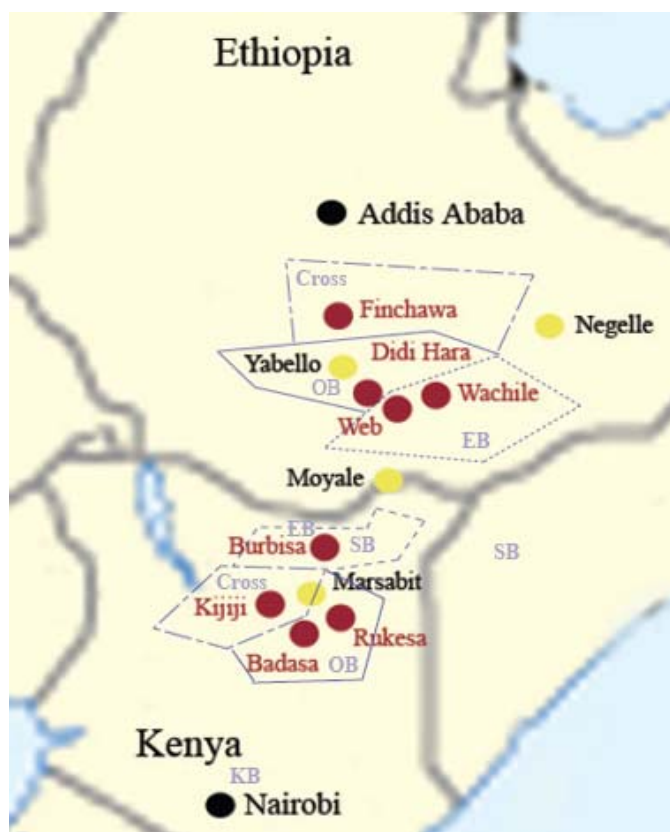 Ethiopia
Addis Ababa
Cross
Finchawa
Negelle
Didi Hara
Yabello
OB
Wachile
Web
EB
Moyale
EB
Burbisa
SB
SB
Cross
Marsabit
Kijiji
Rukesa
Badasa
OB
Kenya
KB
Nairobi